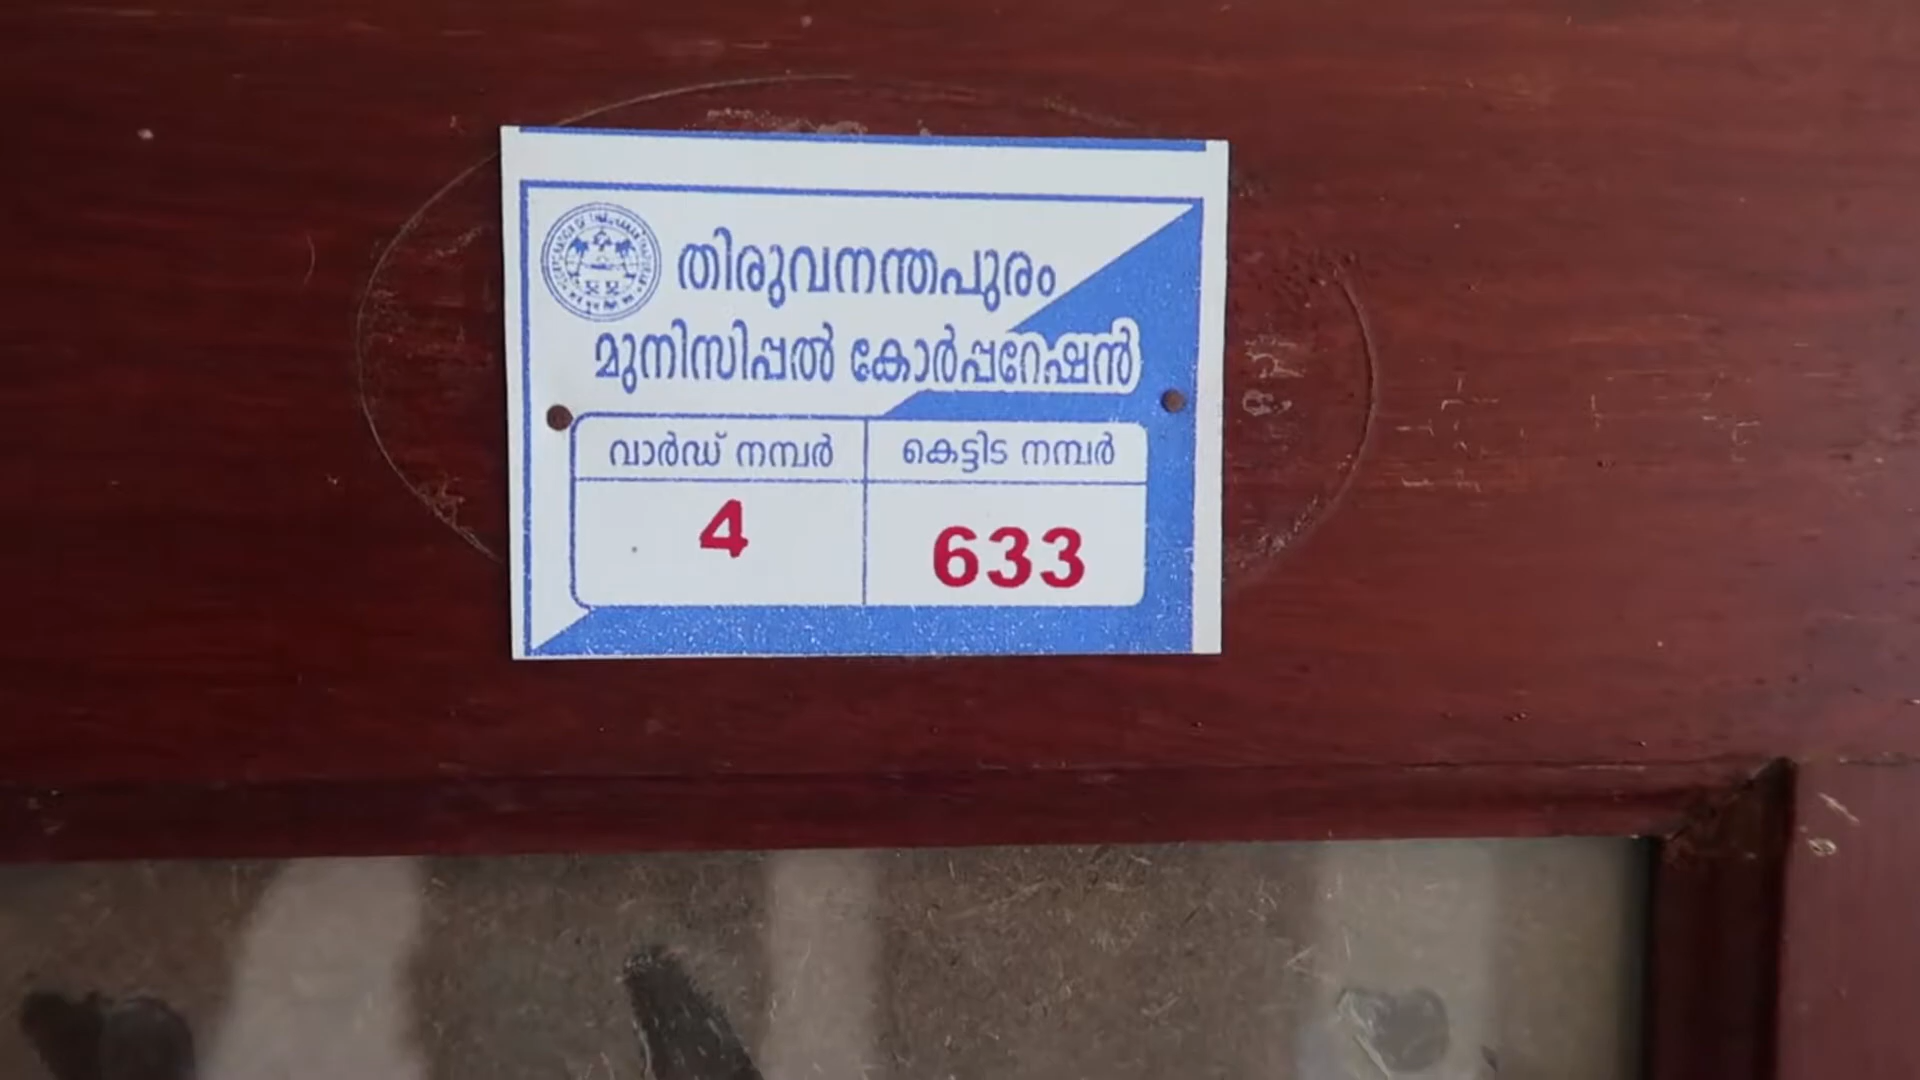 തിരുവനന്തപുരം
മുനിസിപ്പൽ കോർപ്പറേഷൻ
വാർഡ് നമ്പർ
കെട്ടിട നമ്പർ
4
633